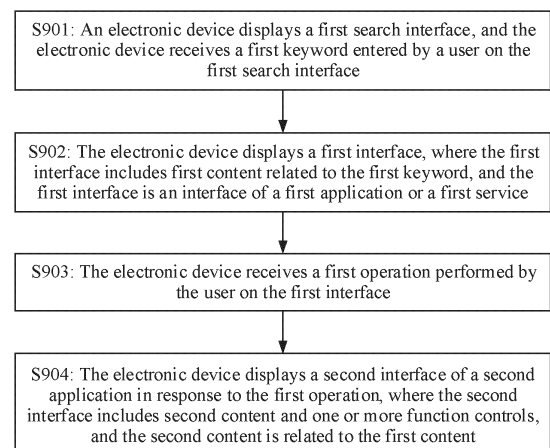 S901: An electronic device displays a first search interface, and the
electronic device receives a first keyword entered by a user on the
first search interface
S902: The electronic device displays a first interface, where the first
interface includes first content related to the first keyword, and the
first interface is an interface of a first application or a first service
S903: The electronic device receives a first operation performed by
the user on the first interface
S904: The electronic device displays a second interface of a second
application in response to the first operation, where the second
interface includes second content and one or more function controls,
and the second content is related to the first content